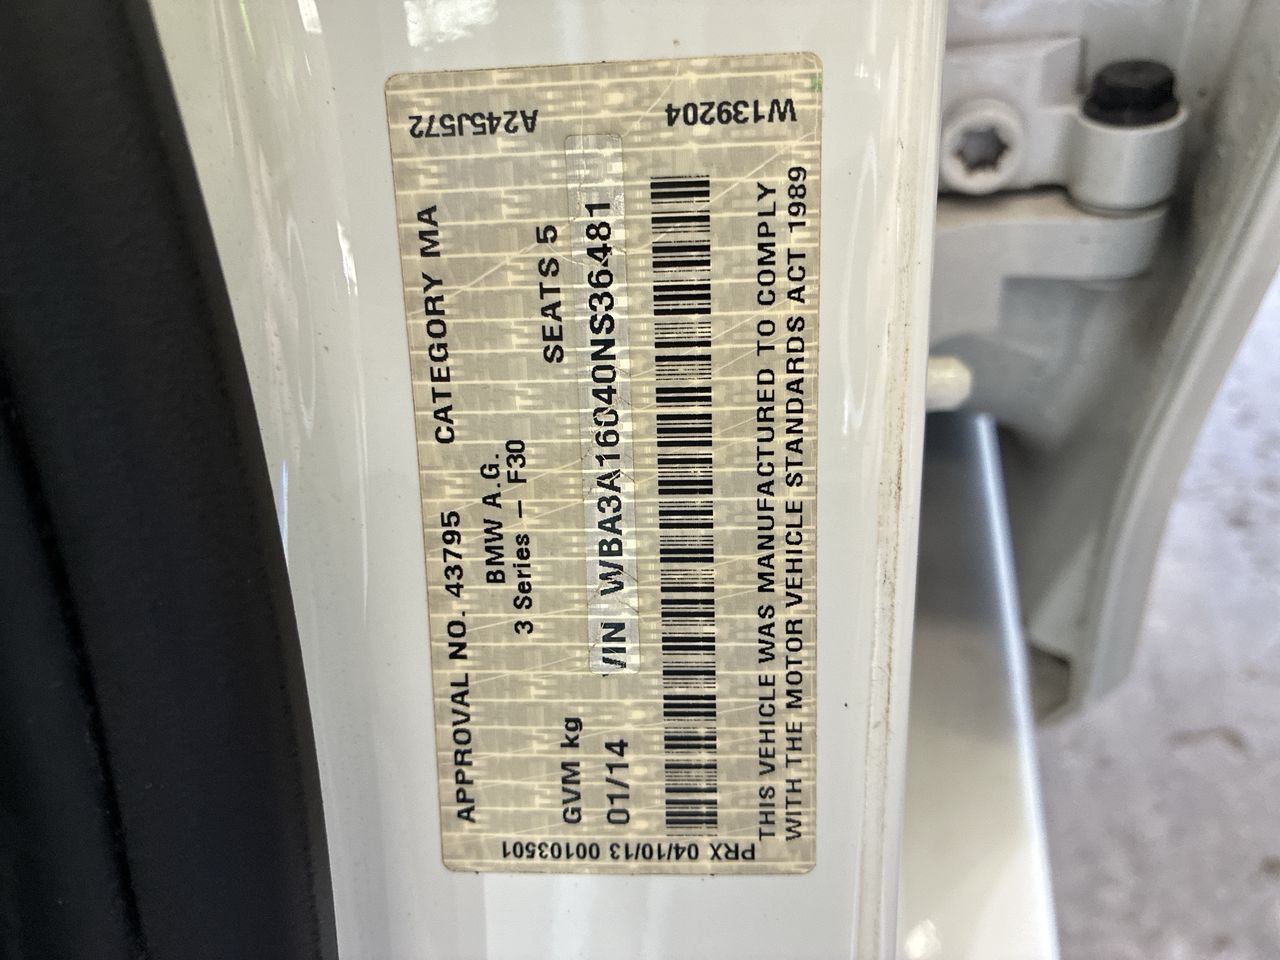 APPROVAL NO. 43795 CATEGORY MA
BMW A.G.
3 Series – F30
GVM kg SEATS 5
01/14 VIN WBA3A16040NS36481
THIS VEHICLE WAS MANUFACTURED TO COMPLY
WITH THE MOTOR VEHICLE STANDARDS ACT 1989
PRX 04/10/13 00103501
A245J572
W139204